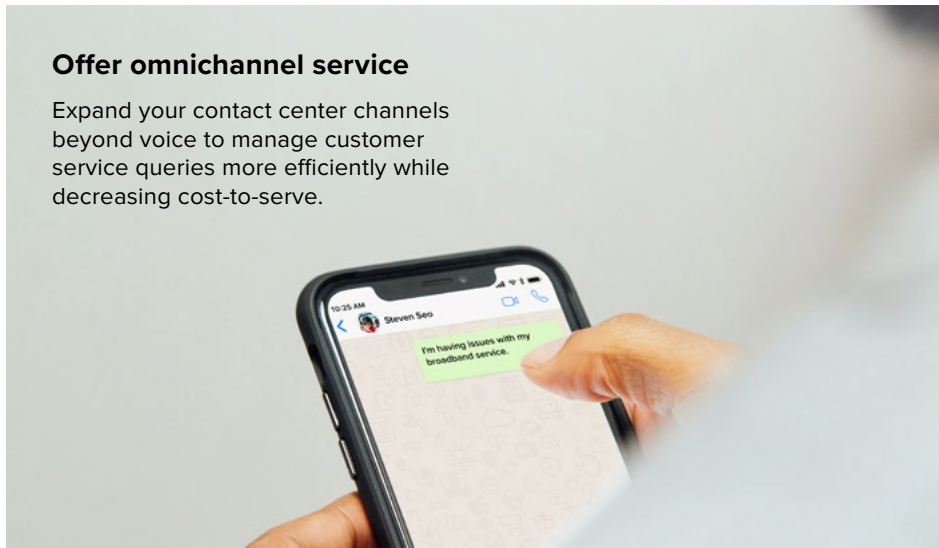 Offer omnichannel service
Expand your contact center channels
beyond voice to manage customer
service queries more efficiently while
decreasing cost-to-serve.
10:25 AM
Steven Seo
I'm having issues with my
broadband service.